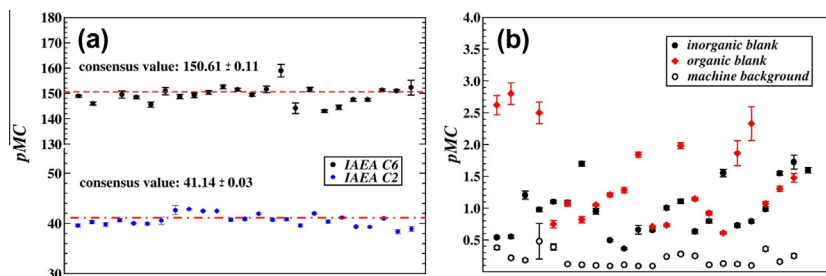 (a)
consensus value: 150.61 ± 0.11
consensus value: 41.14 ± 0.03
IAEA C6
IAEA C2
pMC
180
170
160
150
140
130
50
40
30
(b)
inorganic blank
organic blank
machine background
pMC
4.0
3.5
3.0
2.5
2.0
1.5
1.0
0.5